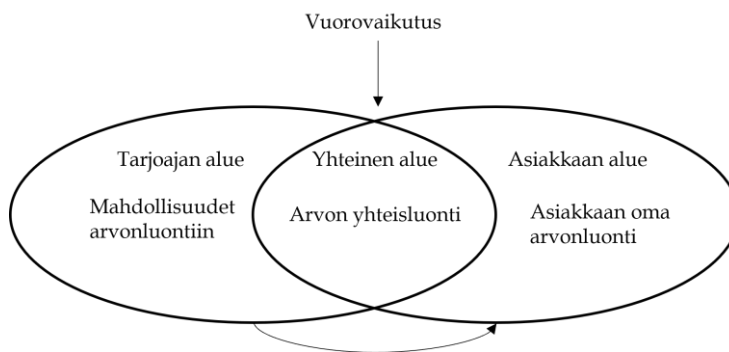 Vuorovaikutus
Tarjoajan alue
Yhteinen alue
Asiakkaan alue
Mahdollisuudet
arvonluontiin
Arvon yhteisluonti
Asiakkaan oma
arvonluonti